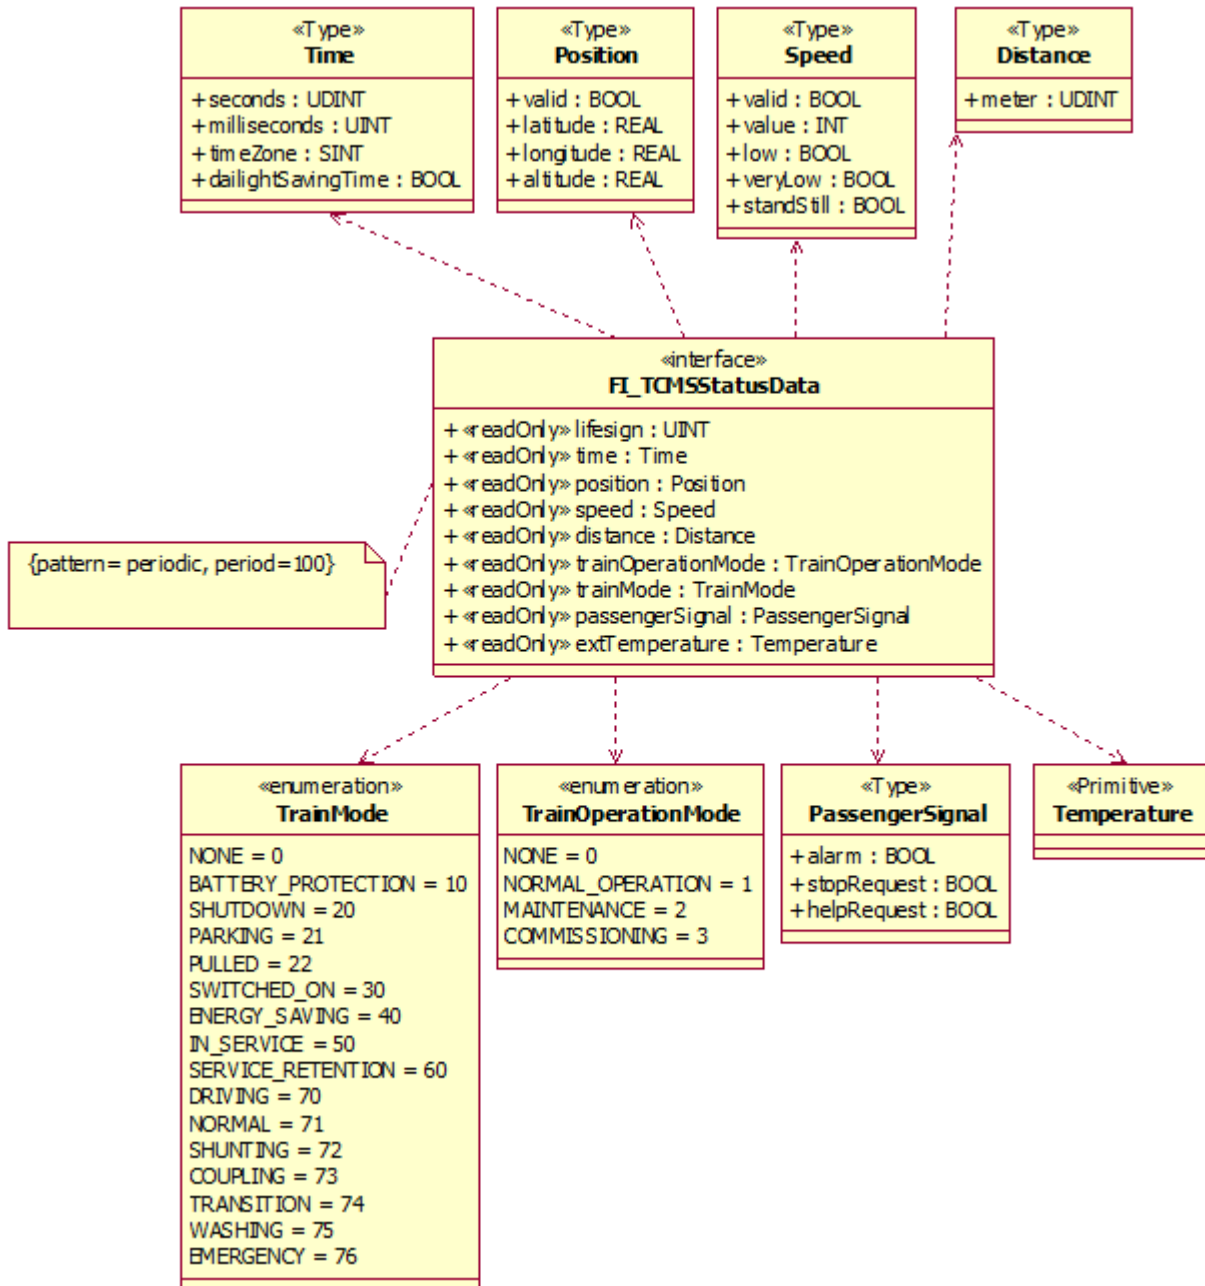 «Type»
Time
+seconds : UDINT
+milliseconds : UINT
+timeZone : SINT
+dailightSavingTime : BOOL
«Type»
Position
+valid : BOOL
+latitude : REAL
+longitude : REAL
+altitude : REAL
«Type»
Speed
+valid : BOOL
+value : INT
+low : BOOL
+veryLow : BOOL
+standStill : BOOL
«Type»
Distance
+meter : UDINT
«interface»
FI_TCMSStatusData
+«readOnly» lifesign : UINT
+«readOnly» time : Time
+«readOnly» position : Position
+«readOnly» speed : Speed
+«readOnly» distance : Distance
+«readOnly» trainOperationMode : TrainOperationMode
+«readOnly» trainMode : TrainMode
+«readOnly» passengerSignal : PassengerSignal
+«readOnly» extTemperature : Temperature
{pattern= periodic, period=100}
«enumeration»
TrainMode
NONE = 0
BATTERY_PROTECTION = 10
SHUTDOWN = 20
PARKING = 21
PULLED = 22
SWITCHED_ON = 30
ENERGY_SAVING = 40
IN_SERVICE = 50
SERVICE_RETENTION = 60
DRIVING = 70
NORMAL = 71
SHUNTING = 72
COUPLING = 73
TRANSITION = 74
WASHING = 75
EMERGENCY = 76
«enumeration»
TrainOperationMode
NONE = 0
NORMAL_OPERATION = 1
MAINTENANCE = 2
COMMISSIONING = 3
«Type»
PassengerSignal
+alarm : BOOL
+stopRequest : BOOL
+helpRequest : BOOL
«Primitive»
Temperature